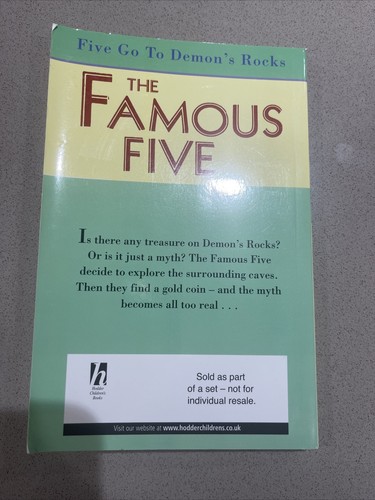 Five Go To Demon's Rocks
THE
FAMOUS
FIVE
Is there any treasure on Demon's Rocks?
Or is it just a myth? The Famous Five
decide to explore the surrounding caves.
Then they find a gold coin – and the myth
becomes all too real . . .
h
Hodder
Children's
Books
Sold as part
of a set – not for
individual resale.
Visit our website at www.hodderchildrens.co.uk